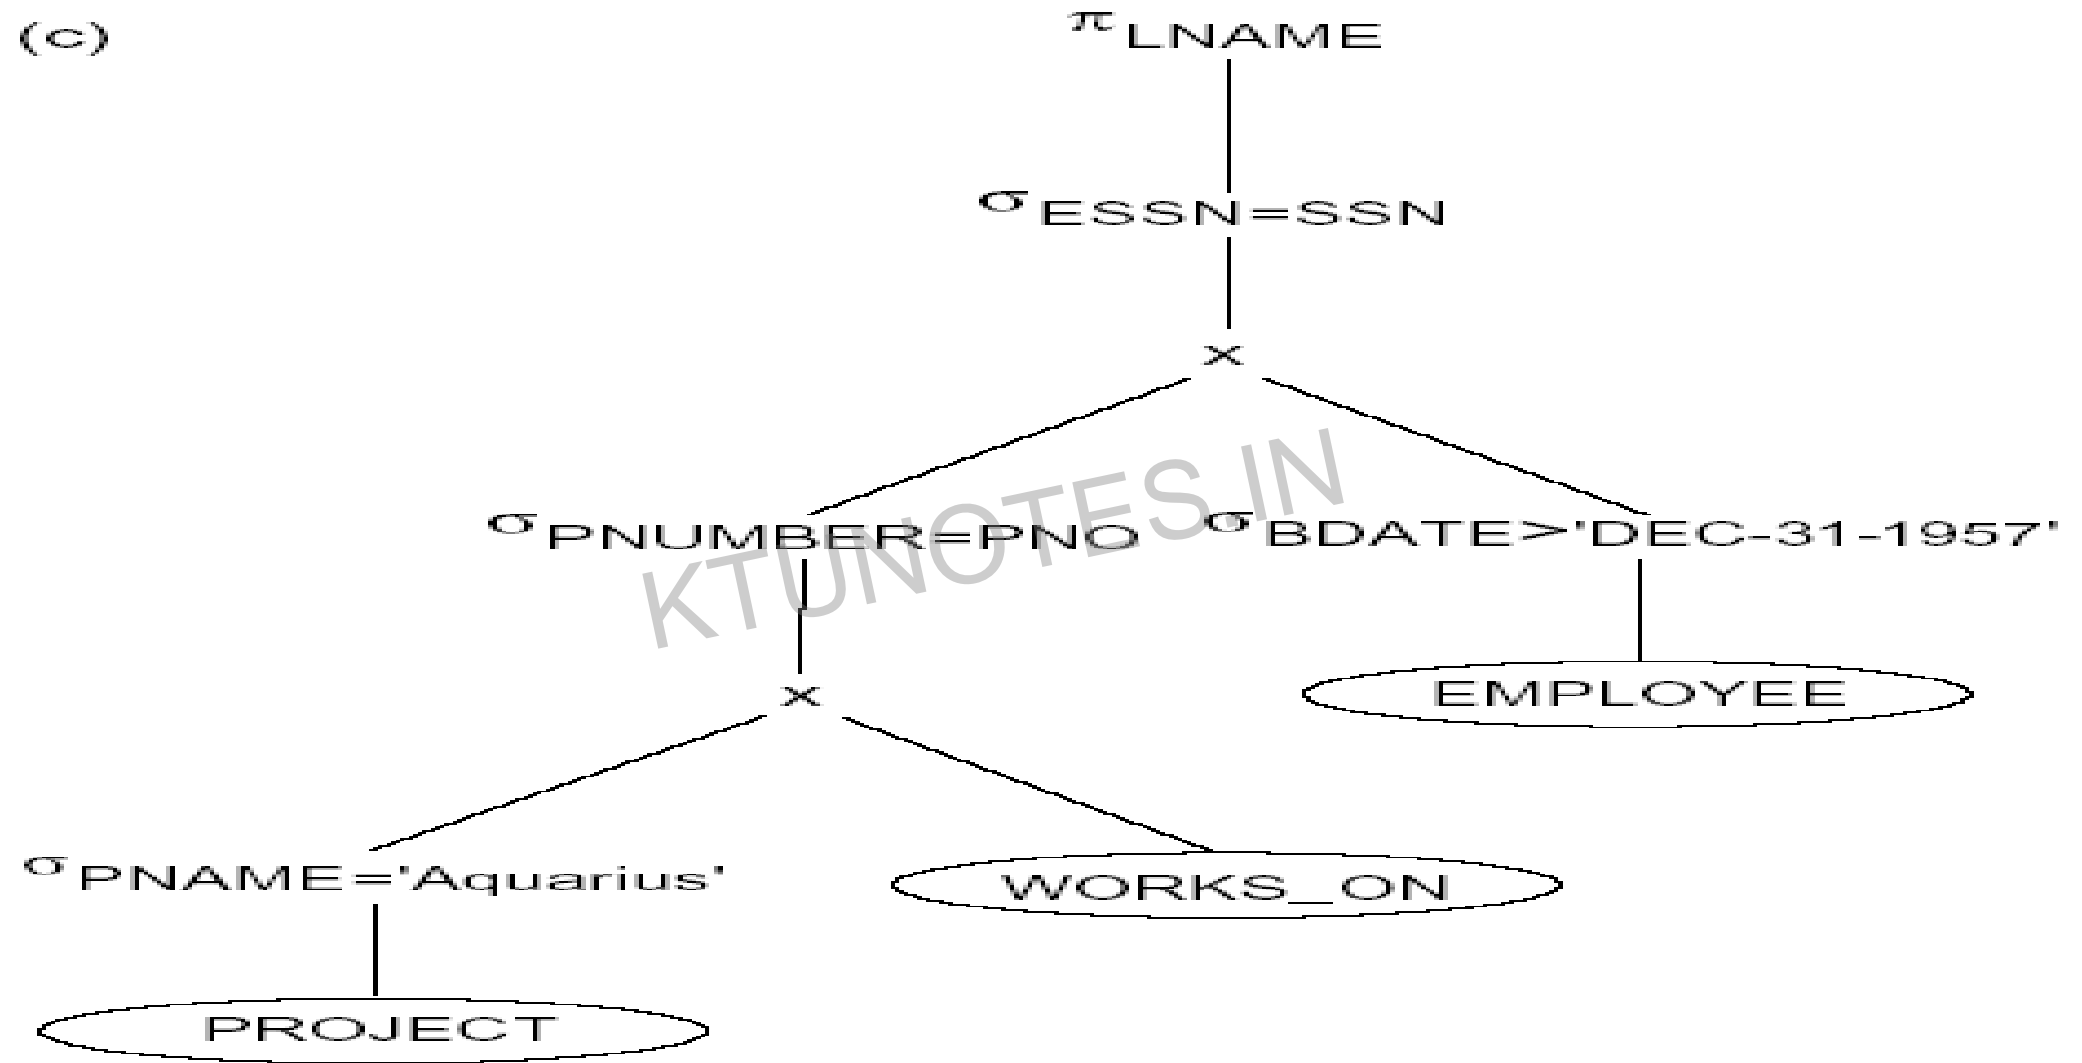 (c)
π LNAME
σ ESSN=SSN
×
σ PNUMBER=PNO σ BDATE>'DEC-31-1957'
KTUNOTES.IN
×
EMPLOYEE
σ PNAME='Aquarius'
WORKS_ON
PROJECT